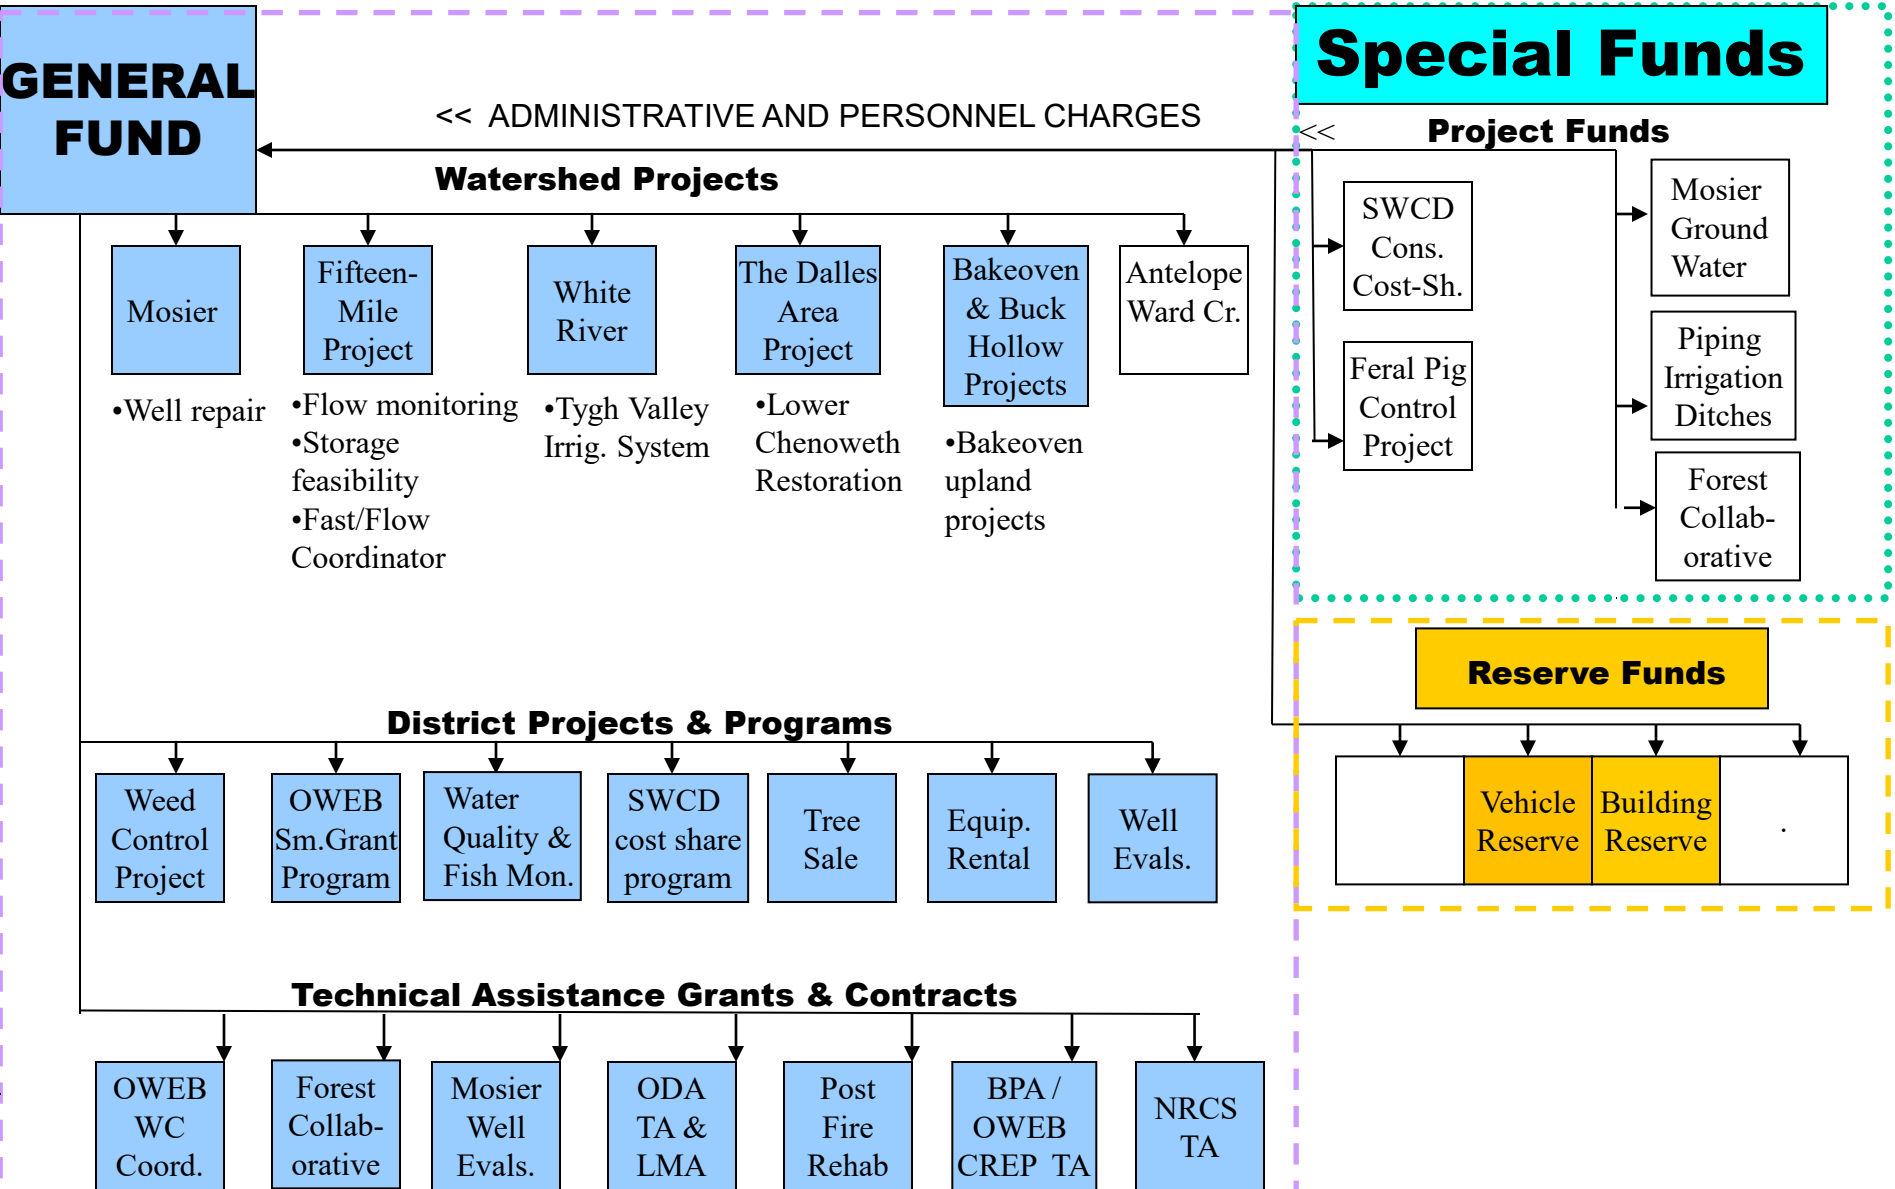 GENERAL
FUND
<< ADMINISTRATIVE AND PERSONNEL CHARGES
Watershed Projects
Mosier
•Well repair
Fifteen-
Mile
Project
•Flow monitoring
•Storage
feasibility
•Fast/Flow
Coordinator
White
River
•Tygh Valley
Irrig. System
The Dalles
Area
Project
•Lower
Chenoweth
Restoration
Bakeoven
& Buck
Hollow
Projects
•Bakeoven
upland
projects
Antelope
Ward Cr.
District Projects & Programs
Weed
Control
Project
OWEB
Sm.Grant
Program
Water
Quality &
Fish Mon.
SWCD
cost share
program
Tree
Sale
Equip.
Rental
Well
Evals.
Technical Assistance Grants & Contracts
OWEB
WC
Coord.
Forest
Collab-
orative
Mosier
Well
Evals.
ODA
TA &
LMA
Post
Fire
Rehab
BPA /
OWEB
CREP TA
NRCS
TA
Special Funds
<< Project Funds
SWCD
Cons.
Cost-Sh.
Feral Pig
Control
Project
Mosier
Ground
Water
Piping
Irrigation
Ditches
Forest
Collab-
orative
Reserve Funds
Vehicle
Reserve
Building
Reserve
.